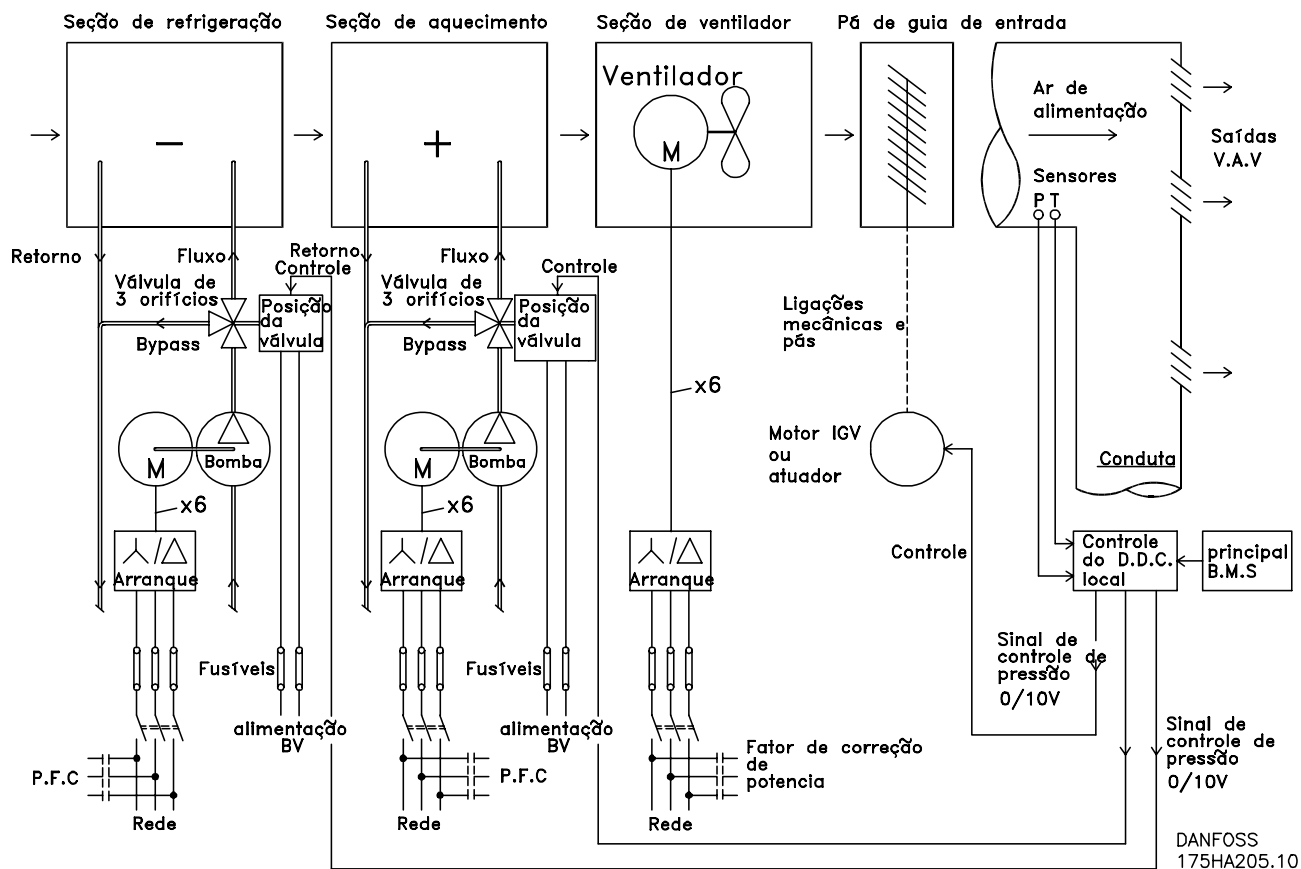 Seção de refrigeração
Seção de aquecimento
Seção de ventilador
Pá de guia de entrada
Ventilador
M
Ar de
alimentação
Saídas
V.A.V
Sensores
P T
−
+
Retorno
Fluxo
Retorno
Controle
Controle
Válvula de
3 orifícios
Posição
da
válvula
Bypass
Válvula de
3 orifícios
Posição
da
válvula
Bypass
Ligações
mecânicas e
pás
x6
M
Bomba
x6
M
Bomba
x6
Motor IGV
ou
atuador
Conduta
Controle
Controle
do D.D.C.
local
principal
B.M.S
Arranque
Arranque
Fusíveis
Fusíveis
Sinal de
controle de
pressão
0/10V
Sinal de
controle de
pressão
0/10V
alimentação
BV
alimentação
BV
P.F.C
P.F.C
Fator de correção
de
potencia
Rede
Rede
Rede
DANFOSS
175HA205.10